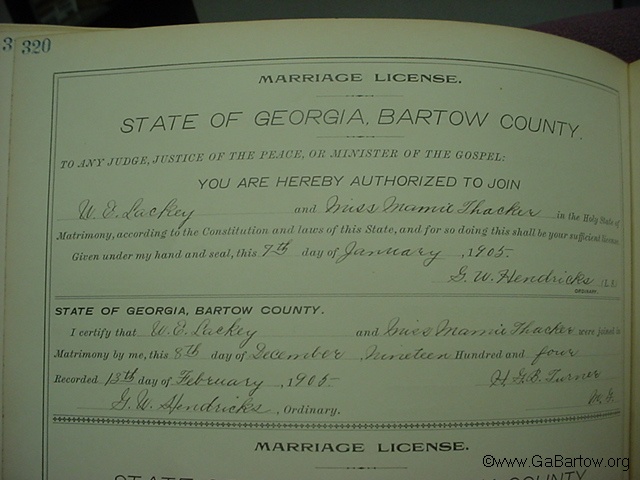 3 320
MARRIAGE LICENSE.
STATE OF GEORGIA, BARTOW COUNTY.
TO ANY JUDGE, JUSTICE OF THE PEACE, OR MINISTER OF THE GOSPEL:
YOU ARE HEREBY AUTHORIZED TO JOIN
W. E. Lackey and Miss Mamie Thacker in the Holy State of
Matrimony, according to the Constitution and laws of this State, and for so doing this shall be your sufficient license
Given under my hand and seal, this 7th day of January, 1905.
G. W. Hendricks (L. S.
ORDINARY.
STATE OF GEORGIA, BARTOW COUNTY.
I certify that W. E. Lackey and Miss Mamie Thacker were joined in
Matrimony by me, this 8th day of December, Nineteen Hundred and four
Recorded 13th day of February, 1905. H. G. B. Turner
G. W. Hendricks, Ordinary. M. G.
MARRIAGE LICENSE.
©www.GaBartow.org